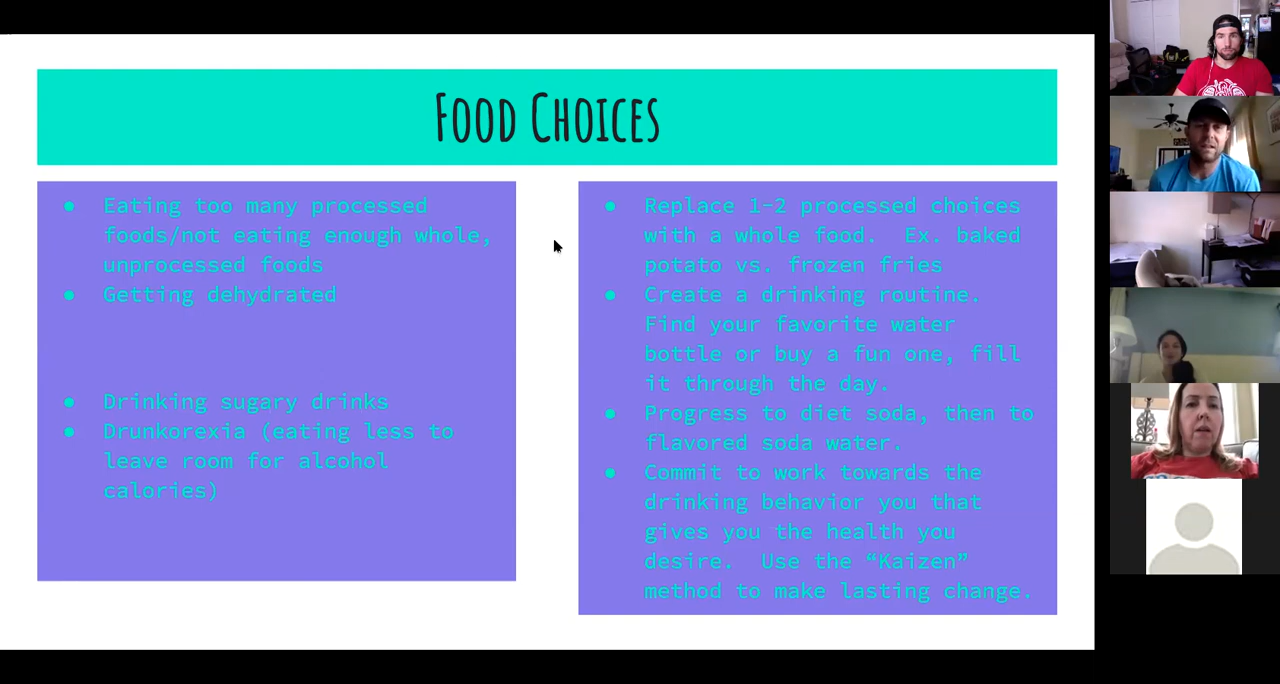 Food Choices
● Eating too many processed
foods/not eating enough whole,
unprocessed foods
● Getting dehydrated
● Drinking sugary drinks
● Drunkorexia (eating less to
leave room for alcohol
calories)
● Replace 1-2 processed choices
with a whole food.  Ex. baked
potato vs. frozen fries
● Create a drinking routine.
Find your favorite water
bottle or buy a fun one, fill
it through the day.
● Progress to diet soda, then to
flavored soda water.
● Commit to work towards the
drinking behavior you that
gives you the health you
desire.  Use the “Kaizen”
method to make lasting change.